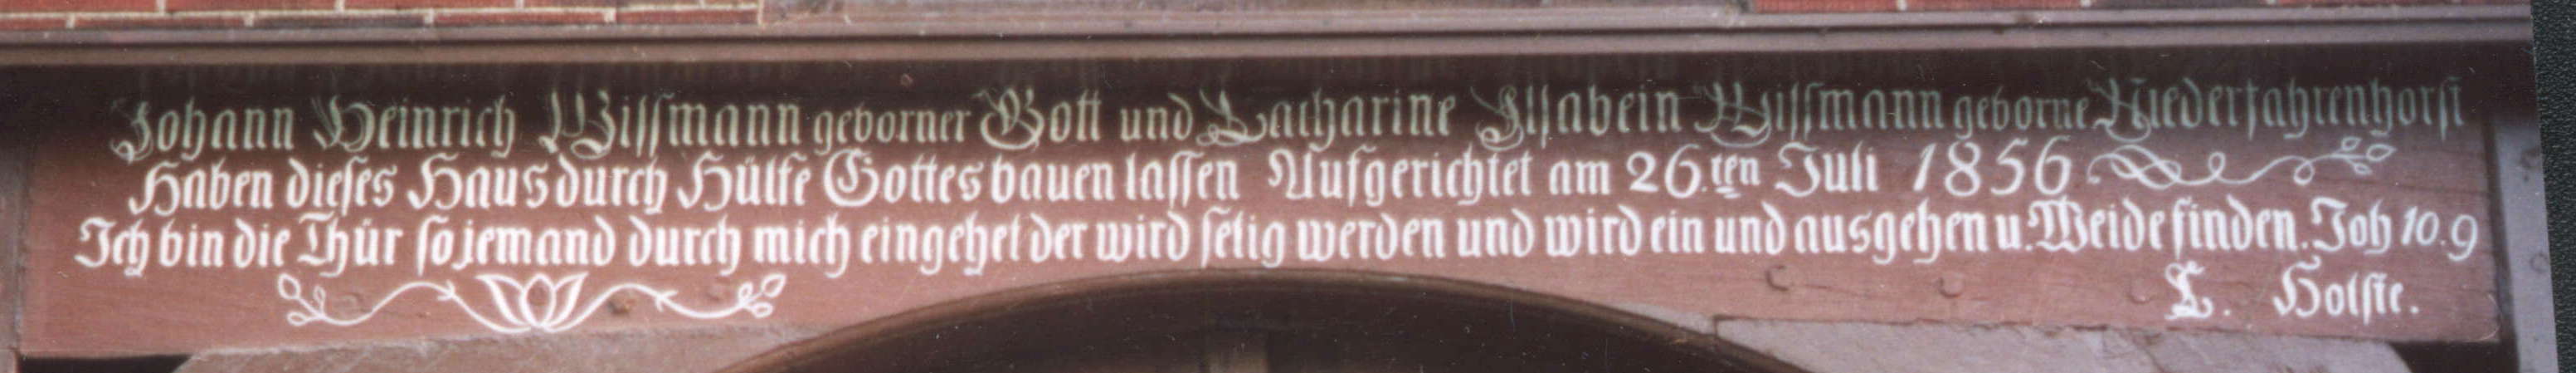 Johann Heinrich Wissmann geborner Gott und Catharine Ilsabein Wissmann geborne Niederfahrenhorst
Haben dieses Haus durch Hülfe Gottes bauen lassen Aufgerichtet am 26.ten Juli 1856
Ich bin die Thür so jemand durch mich eingehet der wird selig werden und wird ein und ausgehen u. Weide finden. Joh 10.9
L. Holste.